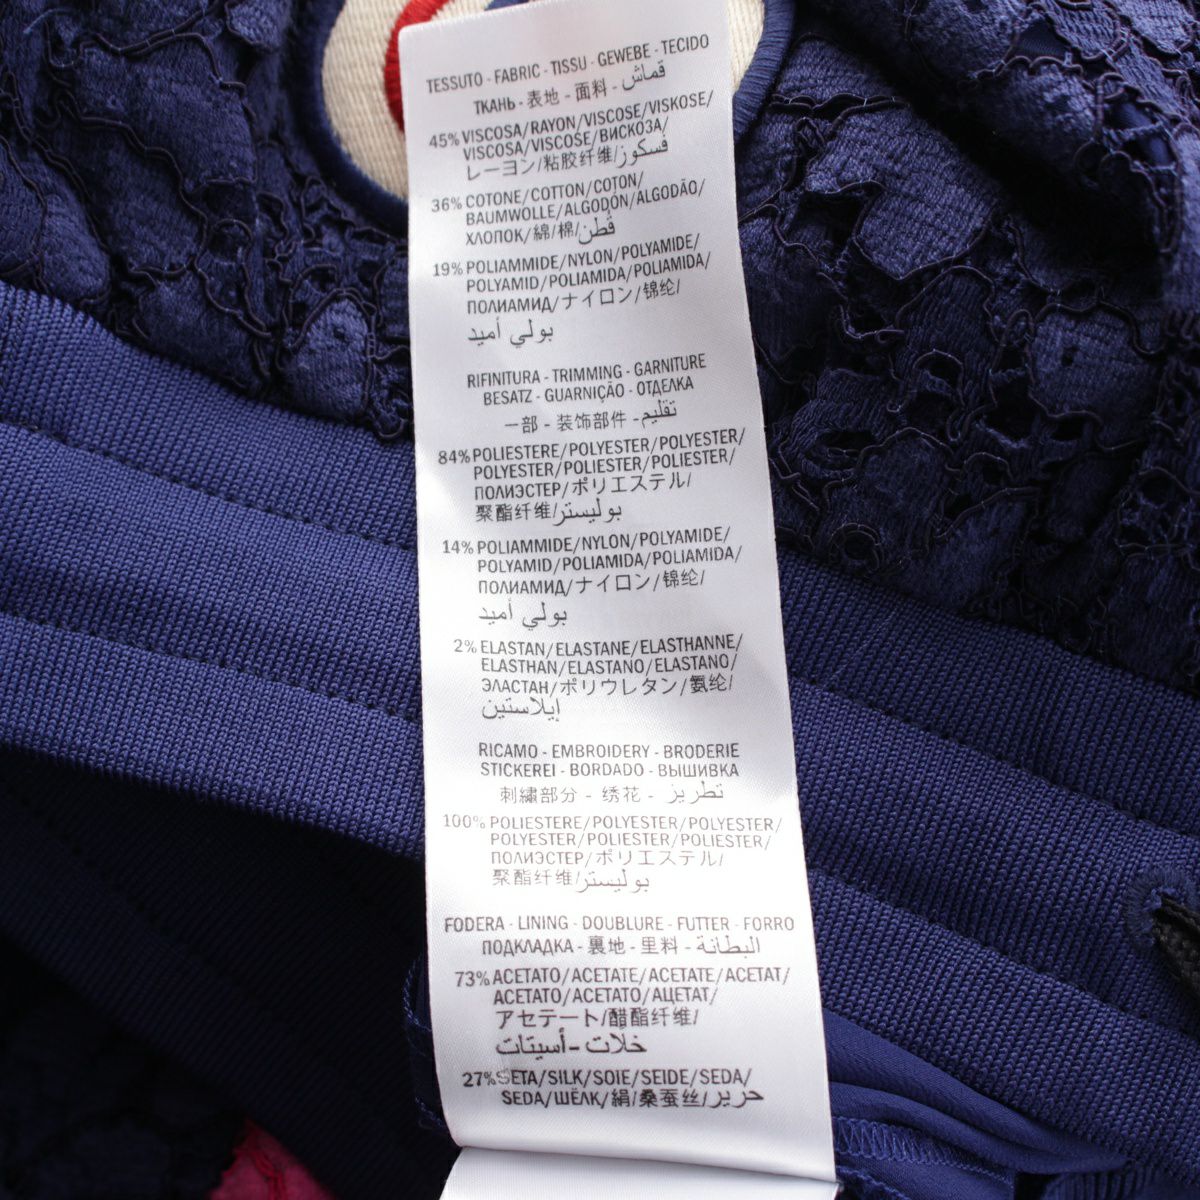 TESSUTO - FABRIC - TISSU - GEWEBE - TECIDO
ТКАНЬ - 表地 - 面料 - قماش
45% VISCOSA/RAYON/VISCOSE/VISKOSE/
VISCOSA/VISCOSE/ВИСКОЗА/
レーヨン/粘胶纤维/فسكوز
36% COTONE/COTTON/COTON/
BAUMWOLLE/ALGODÓN/ALGODÃO/
ХЛОПОК/綿/棉/قطن
19% POLIAMMIDE/NYLON/POLYAMIDE/
POLYAMID/POLIAMIDA/POLIAMIDA/
ПОЛИАМИД/ナイロン/锦纶/
بولي أميد
RIFINITURA - TRIMMING - GARNITURE
BESATZ - GUARNIÇÃO - ОТДЕЛКА
一部 - 装饰部件 - تقليم
84% POLIESTERE/POLYESTER/POLYESTER/
POLYESTER/POLIESTER/POLIESTER/
ПОЛИЭСТЕР/ポリエステル/
聚酯纤维/بوليستر
14% POLIAMMIDE/NYLON/POLYAMIDE/
POLYAMID/POLIAMIDA/POLIAMIDA/
ПОЛИАМИД/ナイロン/锦纶/
بولي أميد
2% ELASTAN/ELASTANE/ELASTHANNE/
ELASTHAN/ELASTANO/ELASTANO/
ЭЛАСТАН/ポリウレタン/氨纶/
إيلاستين
RICAMO - EMBROIDERY - BRODERIE
STICKEREI - BORDADO - ВЫШИВКА
刺繍部分 - 绣花 - تطريز
100% POLIESTERE/POLYESTER/POLYESTER/
POLYESTER/POLIESTER/POLIESTER/
ПОЛИЭСТЕР/ポリエステル/
聚酯纤维/بوليستر
FODERA - LINING - DOUBLURE - FUTTER - FORRO
ПОДКЛАДКА - 裏地 - 里料 - البطانة
73% ACETATO/ACETATE/ACETATE/ACETAT/
ACETATO/ACETATO/АЦЕТАТ/
アセテート/醋酯纤维/
خلات-أسيتات
27% SETA/SILK/SOIE/SEIDE/SEDA/
SEDA/ШЁЛК/絹/桑蚕丝/حرير